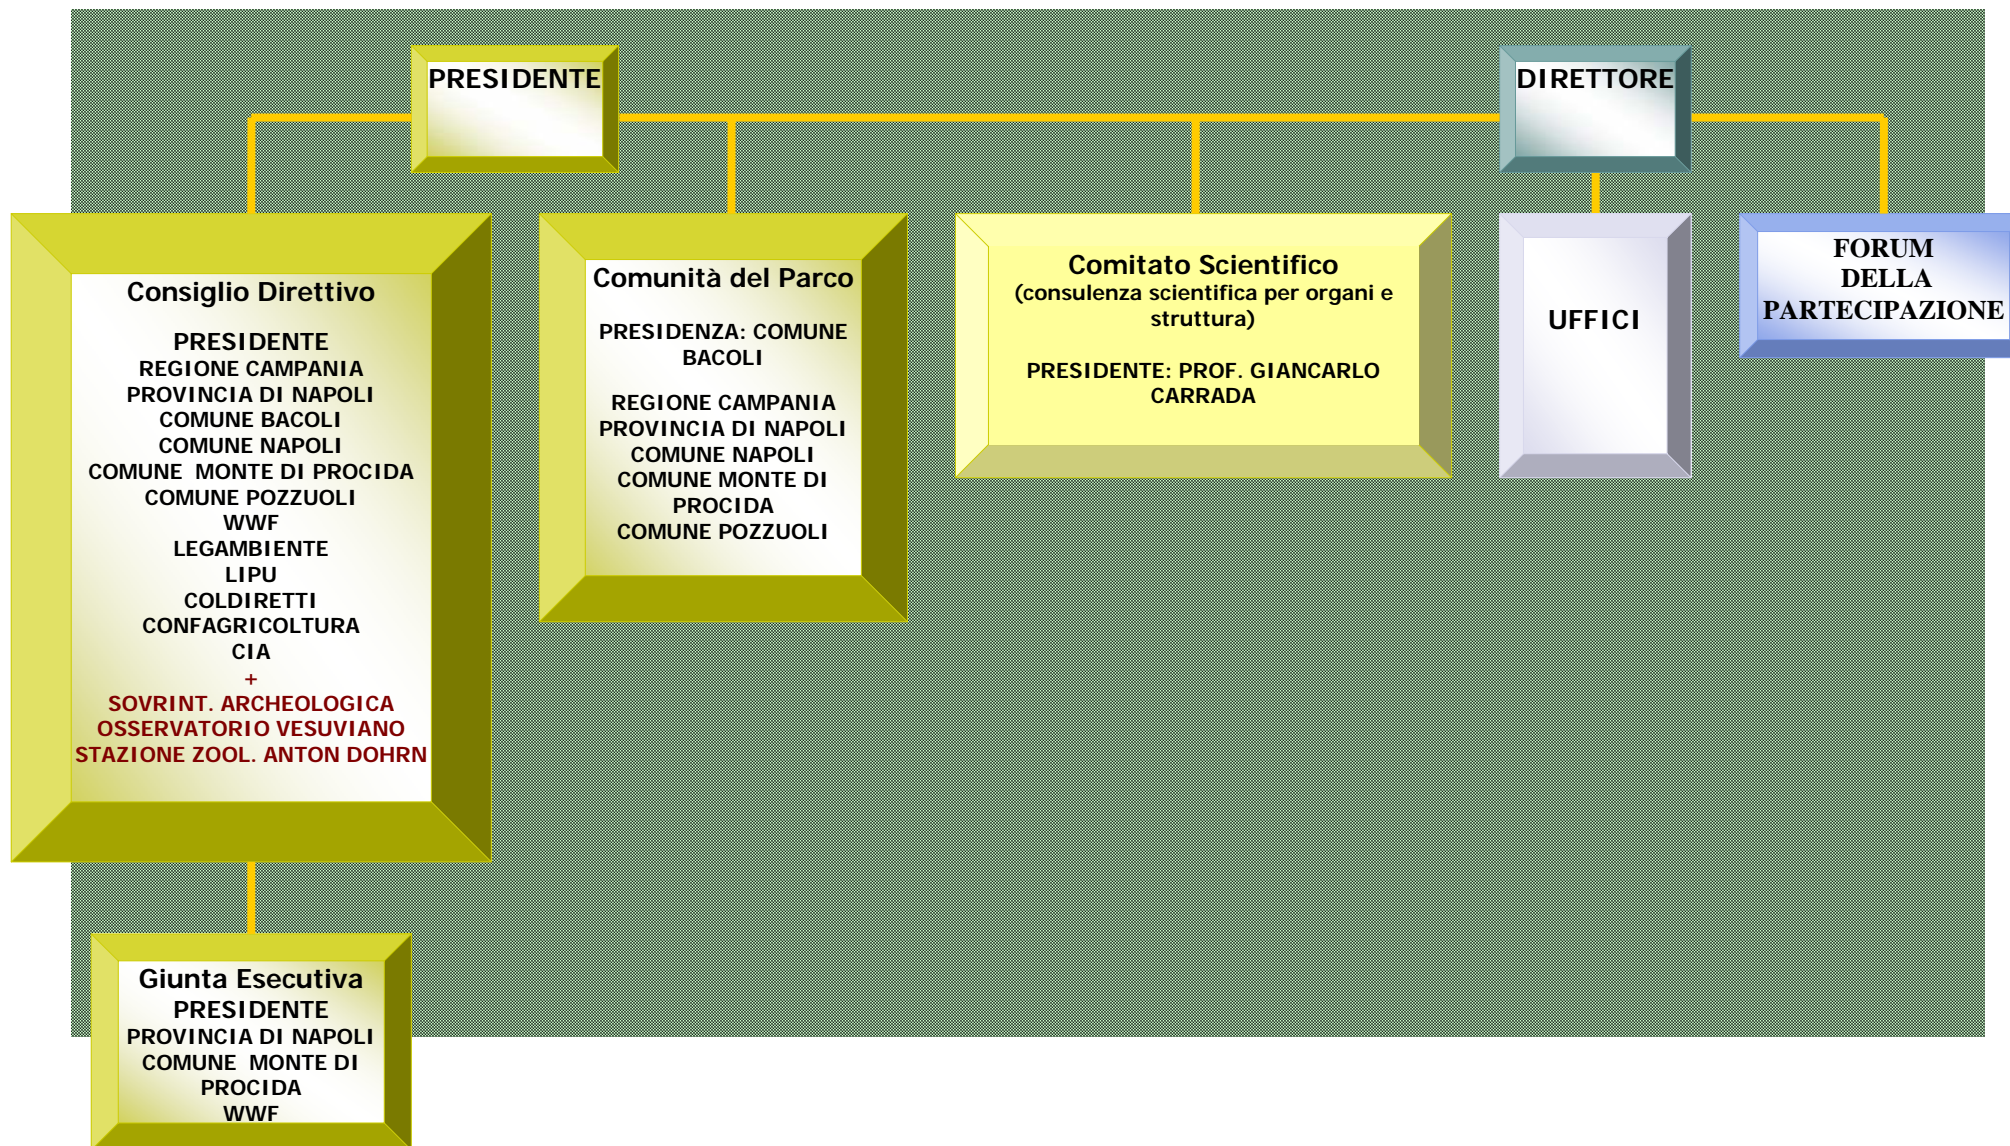 PRESIDENTE
DIRETTORE
Consiglio Direttivo
PRESIDENTE
REGIONE CAMPANIA
PROVINCIA DI NAPOLI
COMUNE BACOLI
COMUNE NAPOLI
COMUNE MONTE DI PROCIDA
COMUNE POZZUOLI
WWF
LEGAMBIENTE
LIPU
COLDIRETTI
CONFAGRICOLTURA
CIA
+
SOVRINT. ARCHEOLOGICA
OSSERVATORIO VESUVIANO
STAZIONE ZOOL. ANTON DOHRN
Comunità del Parco
PRESIDENZA: COMUNE
BACOLI
REGIONE CAMPANIA
PROVINCIA DI NAPOLI
COMUNE NAPOLI
COMUNE MONTE DI
PROCIDA
COMUNE POZZUOLI
Comitato Scientifico
(consulenza scientifica per organi e
struttura)
PRESIDENTE: PROF. GIANCARLO
CARRADA
UFFICI
FORUM
DELLA
PARTECIPAZIONE
Giunta Esecutiva
PRESIDENTE
PROVINCIA DI NAPOLI
COMUNE MONTE DI
PROCIDA
WWF